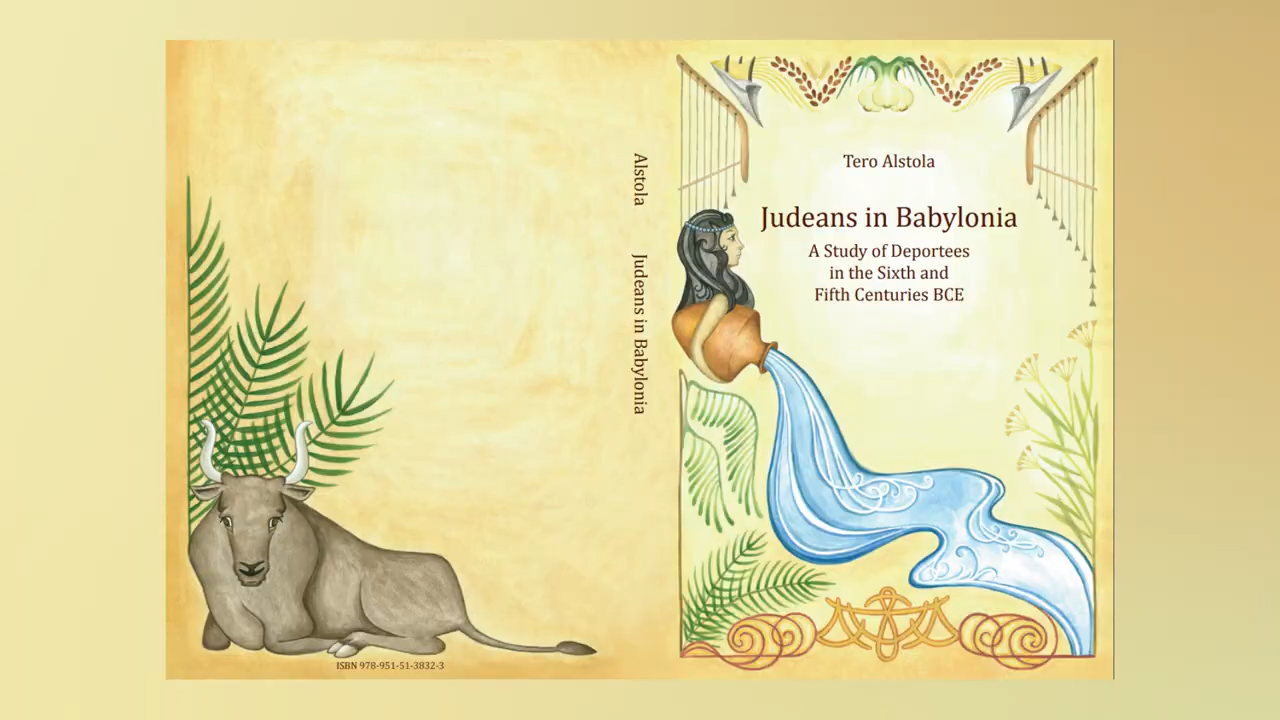 Tero Alstola
Judeans in Babylonia
A Study of Deportees
in the Sixth and
Fifth Centuries BCE
Alstola
Judeans in Babylonia
ISBN 978-951-51-3832-3